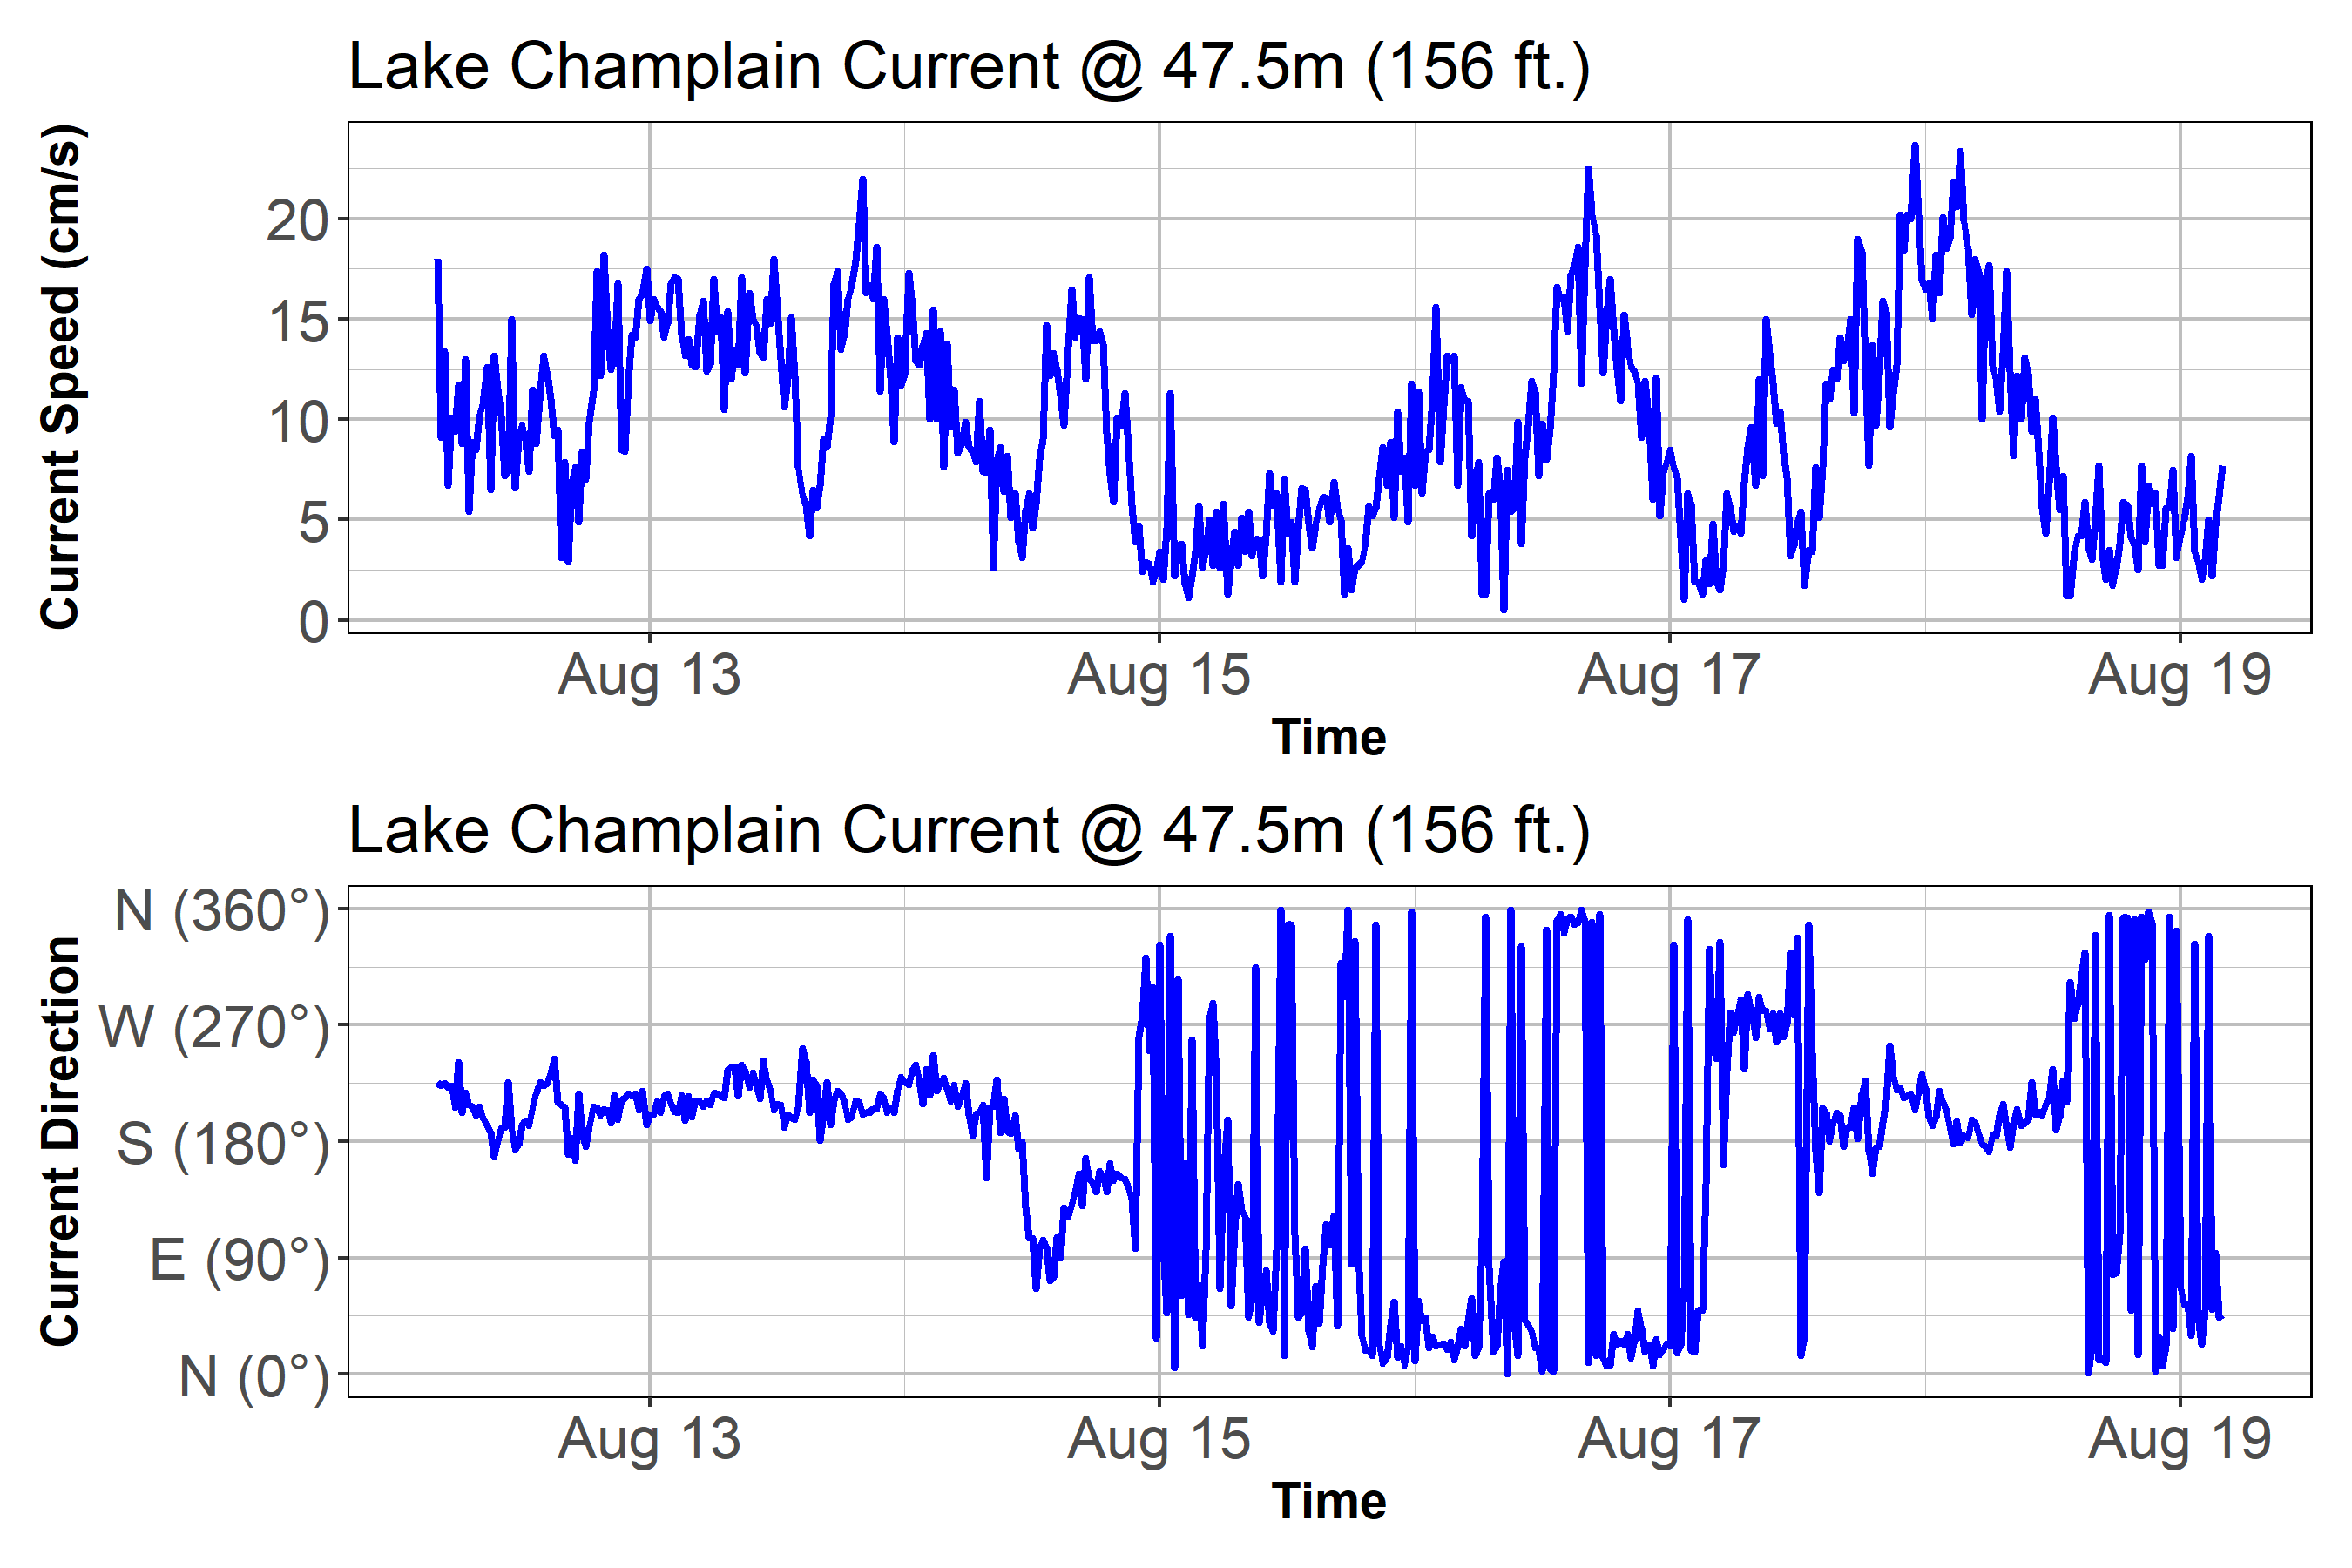 Lake Champlain Current @ 47.5m (156 ft.)
Current Speed (cm/s)
20
15
10
5
0
Aug 13 Aug 15 Aug 17 Aug 19
Time
Lake Champlain Current @ 47.5m (156 ft.)
Current Direction
N (360°)
W (270°)
S (180°)
E (90°)
N (0°)
Aug 13 Aug 15 Aug 17 Aug 19
Time